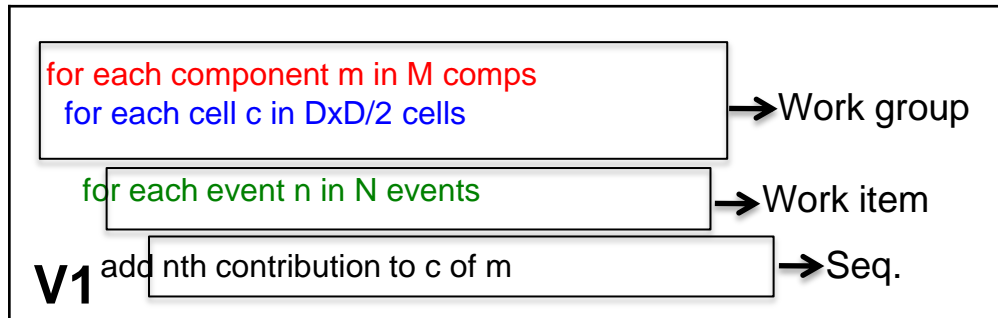 for each component m in M comps
for each cell c in DxD/2 cells
Work group
for each event n in N events
Work item
add nth contribution to c of m
Seq.
V1